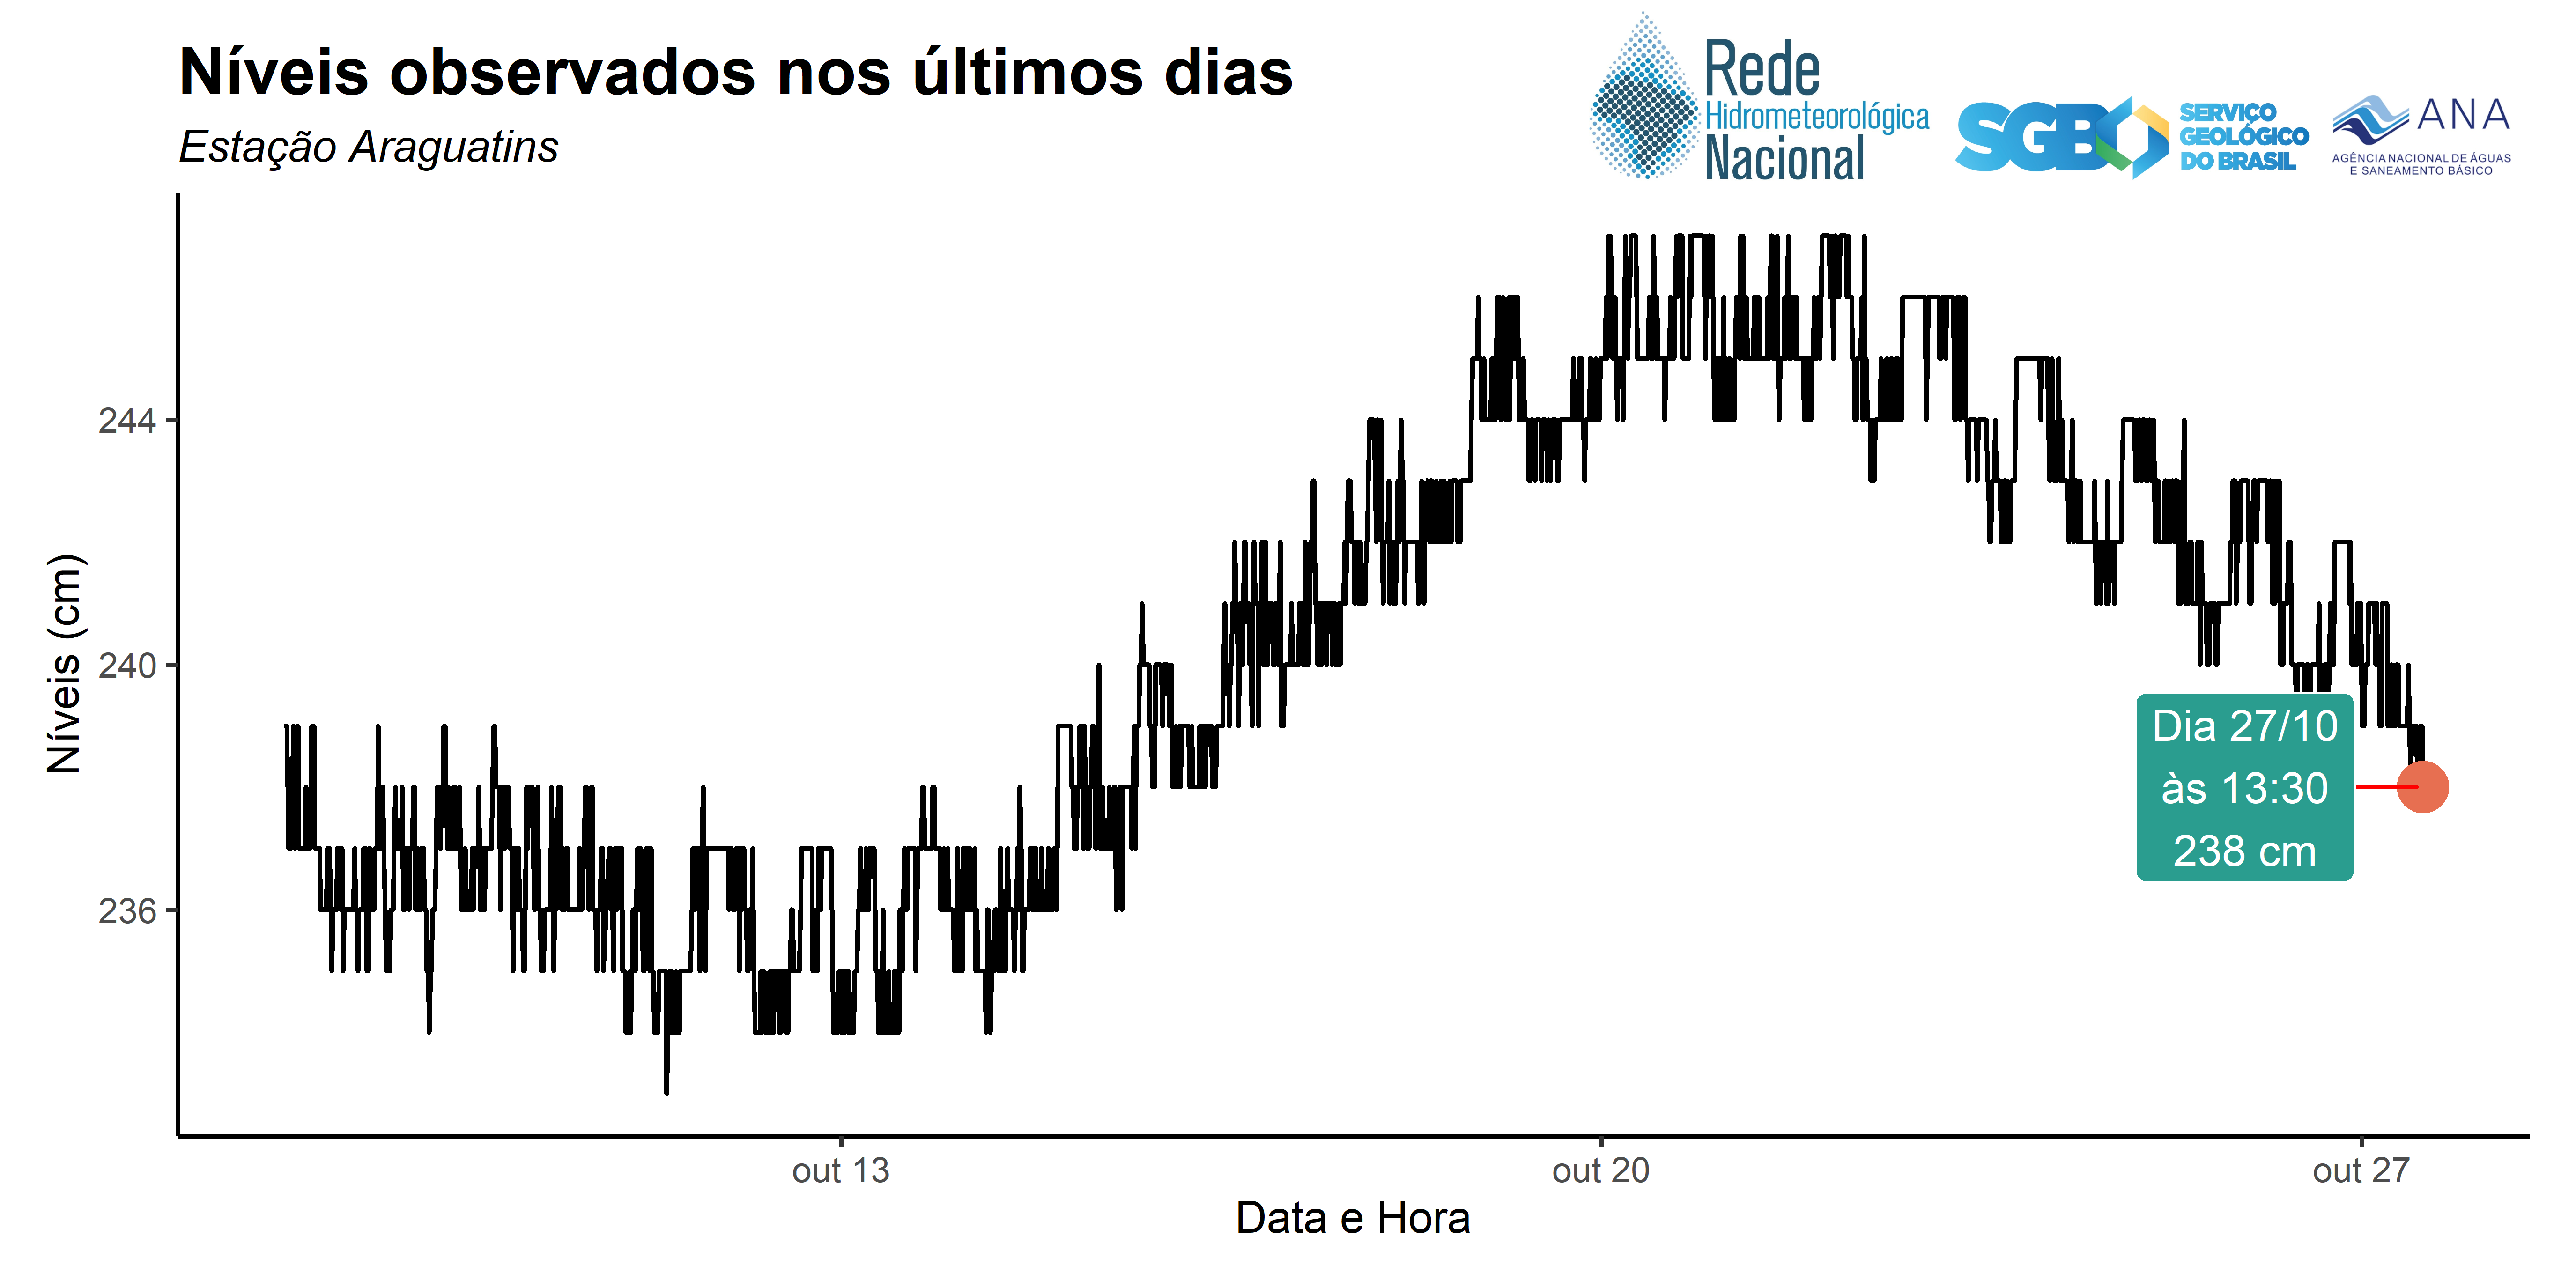 Níveis observados nos últimos dias
Estação Araguatins
Rede
Hidrometeorológica
Nacional
SGB
SERVIÇO
GEOLÓGICO
DO BRASIL
ANA
AGÊNCIA NACIONAL DE ÁGUAS
E SANEAMENTO BÁSICO
Níveis (cm)
244
240
236
Dia 27/10
às 13:30
238 cm
out 13
out 20
out 27
Data e Hora